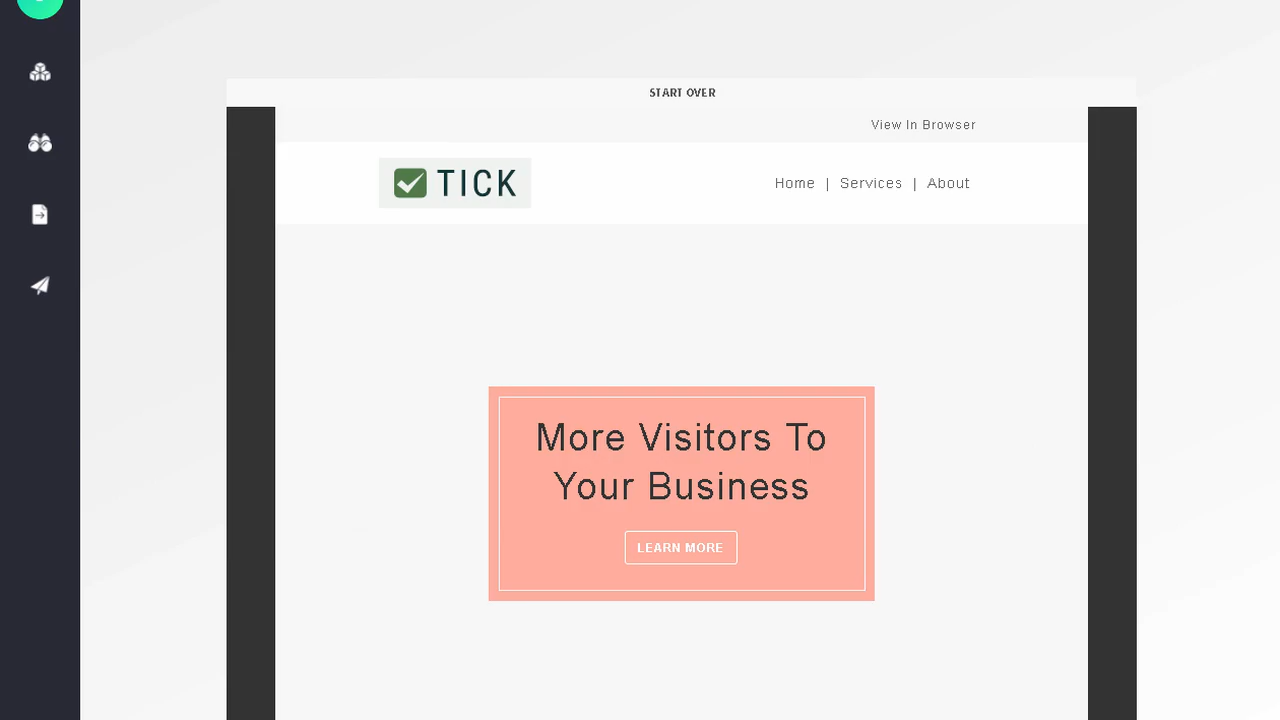 START OVER
View In Browser
TICK
Home | Services | About
More Visitors To
Your Business
LEARN MORE